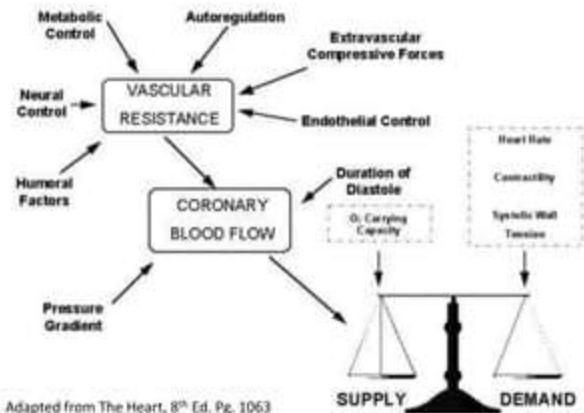 Metabolic
Control
Autoregulation
Extravascular
Compressive Forces
Neural
Control
VASCULAR
RESISTANCE
Endothelial Control
Humoral
Factors
Duration of
Diastole
CORONARY
BLOOD FLOW
Pressure
Gradient
O₂ Carrying
Capacity
Heart Rate
Contractility
Systolic Wall
Tension
SUPPLY
DEMAND
Adapted from The Heart, 8th Ed. Pg. 1063